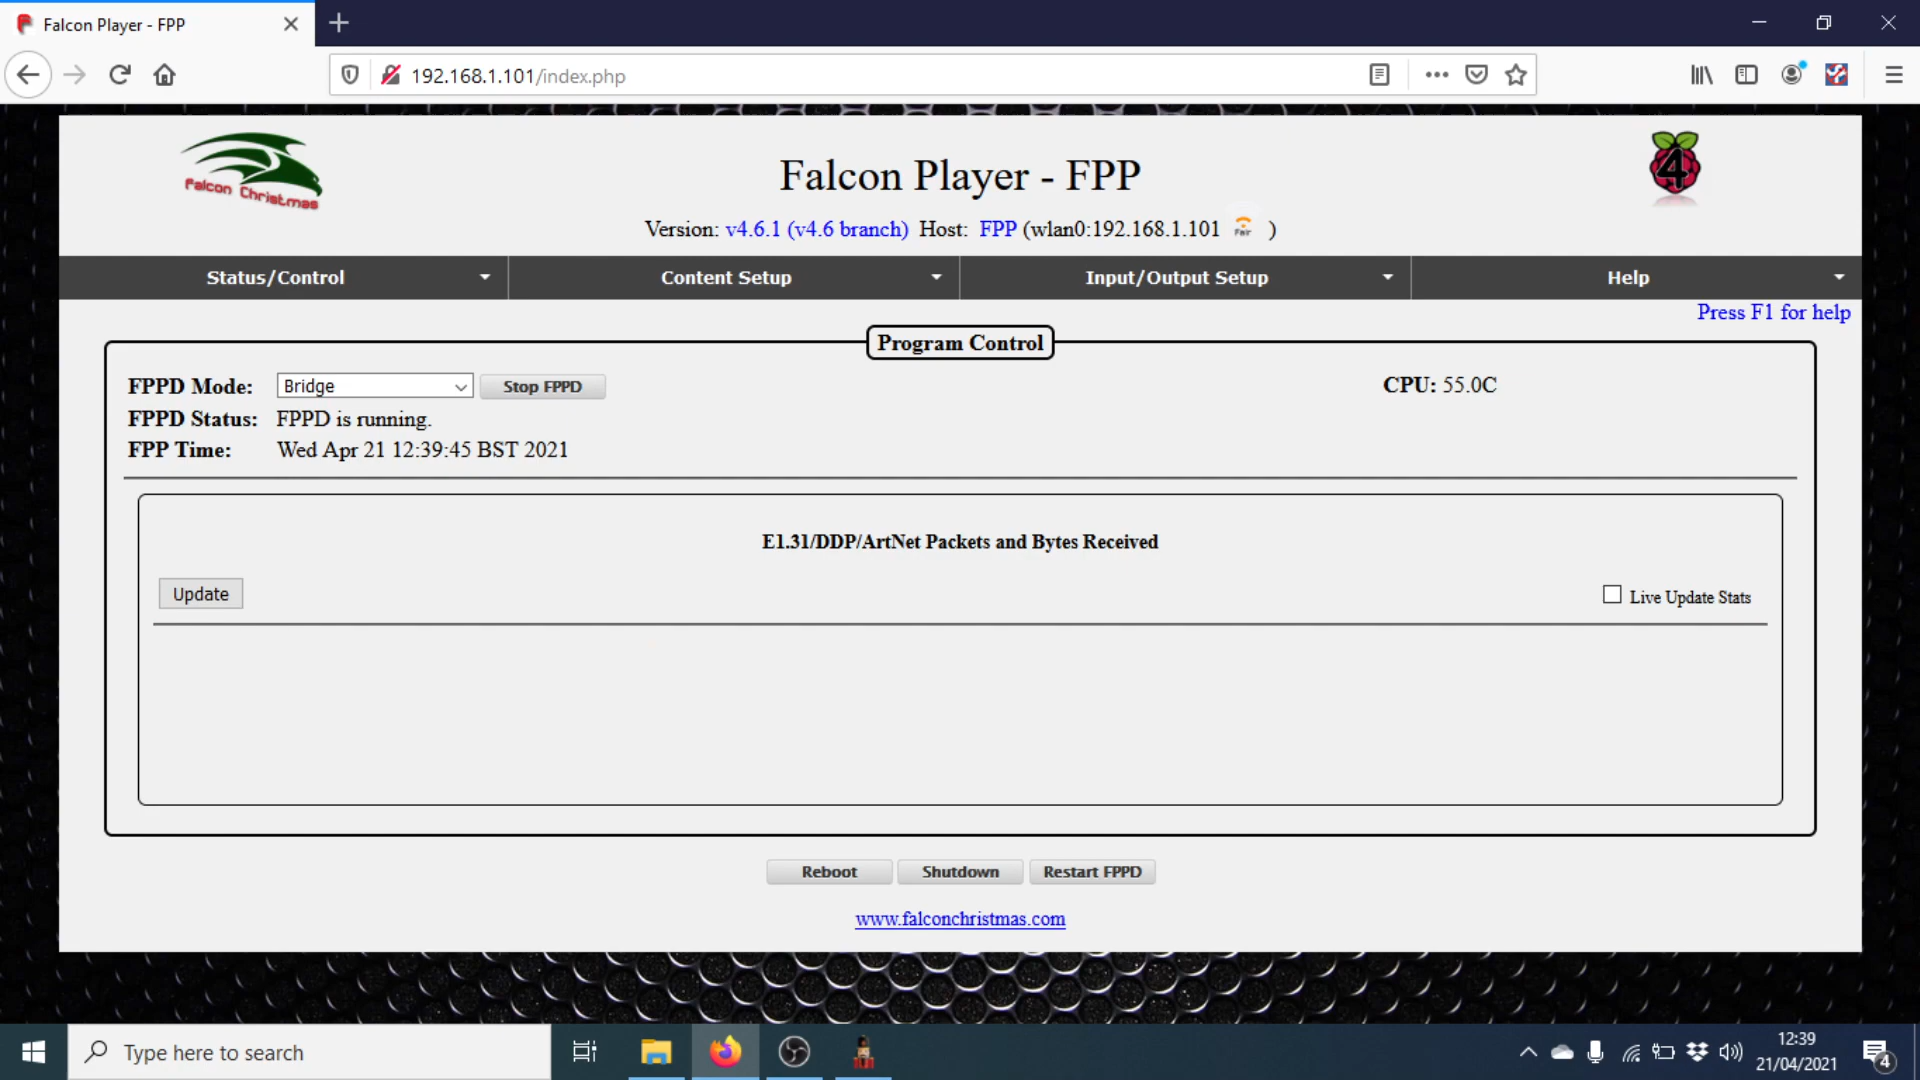 Falcon Player - FPP
192.168.1.101/index.php
Falcon Christmas
Falcon Player - FPP
4
Version: v4.6.1 (v4.6 branch) Host: FPP (wlan0:192.168.1.101 Fair )
Status/Control
Content Setup
Input/Output Setup
Help
Press F1 for help
Program Control
FPPD Mode: Bridge Stop FPPD
CPU: 55.0C
FPPD Status: FPPD is running.
FPP Time: Wed Apr 21 12:39:45 BST 2021
E1.31/DDP/ArtNet Packets and Bytes Received
Update
Live Update Stats
Reboot Shutdown Restart FPPD
www.falconchristmas.com
Type here to search
12:39
21/04/2021
4